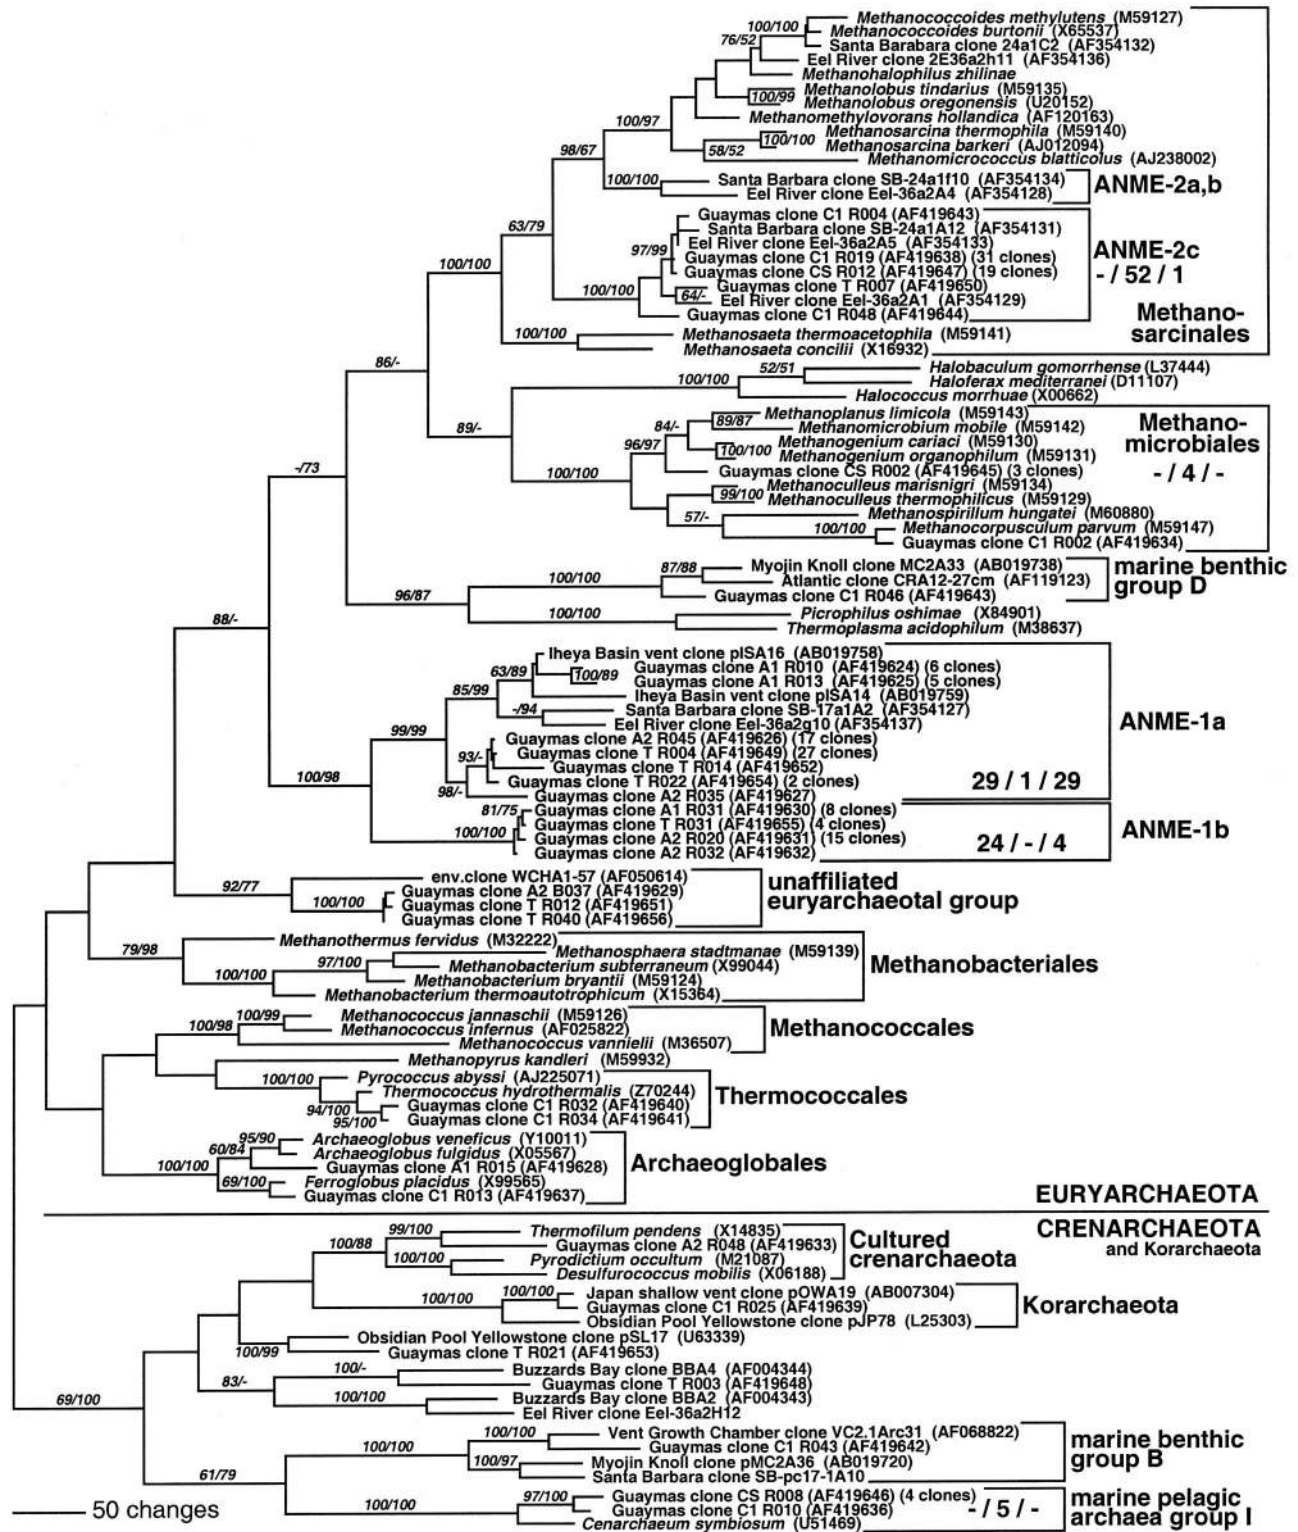 100/100
Methanococcoides methylutens (M59127)
76/52
Methanococcoides burtonii (X65537)
Santa Barabara clone 24a1C2 (AF354132)
Eel River clone 2E36a2h11 (AF354136)
Methanohalophilus zhilinae
100/99
Methanolobus tindarius (M59135)
Methanolobus oregonensis (U20152)
100/97
Methanomethylovorans hollandica (AF120163)
100/100
Methanosarcina thermophila (M59140)
58/52
Methanosarcina barkeri (AJ012094)
98/67
Methanomicrococcus blatticolus (AJ238002)
100/100
Santa Barbara clone SB-24a1f10 (AF354134)
Eel River clone Eel-36a2A4 (AF354128)
ANME-2a,b
63/79
Guaymas clone C1 R004 (AF419643)
Santa Barbara clone SB-24a1A12 (AF354131)
97/99
Eel River clone Eel-36a2A5 (AF354133)
Guaymas clone C1 R019 (AF419638) (31 clones)
Guaymas clone CS R012 (AF419647) (19 clones)
ANME-2c
- / 52 / 1
100/100
Guaymas clone T R007 (AF419650)
64/-
Eel River clone Eel-36a2A1 (AF354129)
Guaymas clone C1 R048 (AF419644)
100/100
Methano-
sarcinales
100/100
Methanosaeta thermoacetophila (M59141)
Methanosaeta concilii (X16932)
86/-
52/51
Halobaculum gomorrhense (L37444)
100/100
Haloferax mediterranei (D11107)
Halococcus morrhuae (X00662)
89/-
84/-
89/87
Methanoplanus limicola (M59143)
Methanomicrobium mobile (M59142)
96/97
100/100
Methanogenium cariaci (M59130)
Methanogenium organophilum (M59131)
Guaymas clone CS R002 (AF419645) (3 clones)
Methano-
microbiales
- / 4 / -
100/100
99/100
Methanoculleus marisnigri (M59134)
Methanoculleus thermophilicus (M59129)
57/-
Methanospirillum hungatei (M60880)
100/100
Methanocorpusculum parvum (M59147)
Guaymas clone C1 R002 (AF419634)
-/73
87/88
Myojin Knoll clone MC2A33 (AB019738)
100/100
Atlantic clone CRA12-27cm (AF119123)
Guaymas clone C1 R046 (AF419643)
marine benthic
group D
96/87
100/100
Picrophilus oshimae (X84901)
Thermoplasma acidophilum (M38637)
88/-
Iheya Basin vent clone pISA16 (AB019758)
63/89
100/89
Guaymas clone A1 R010 (AF419624) (6 clones)
Guaymas clone A1 R013 (AF419625) (5 clones)
85/99
Iheya Basin vent clone pISA14 (AB019759)
-/94
Santa Barbara clone SB-17a1A2 (AF354127)
Eel River clone Eel-36a2g10 (AF354137)
ANME-1a
99/99
Guaymas clone A2 R045 (AF419626) (17 clones)
93/-
Guaymas clone T R004 (AF419649) (27 clones)
Guaymas clone T R014 (AF419652)
Guaymas clone T R022 (AF419654) (2 clones)
29 / 1 / 29
98/-
Guaymas clone A2 R035 (AF419627)
100/98
81/75
Guaymas clone A1 R031 (AF419630) (8 clones)
Guaymas clone T R031 (AF419655) (4 clones)
100/100
Guaymas clone A2 R020 (AF419631) (15 clones)
Guaymas clone A2 R032 (AF419632)
24 / - / 4
ANME-1b
92/77
env.clone WCHA1-57 (AF050614)
Guaymas clone A2 B037 (AF419629)
100/100
Guaymas clone T R012 (AF419651)
Guaymas clone T R040 (AF419656)
unaffiliated
euryarchaeotal group
79/98
Methanothermus fervidus (M32222)
Methanosphaera stadtmanae (M59139)
97/100
Methanobacterium subterraneum (X99044)
100/100
Methanobacterium bryantii (M59124)
Methanobacterium thermoautotrophicum (X15364)
Methanobacteriales
100/99
Methanococcus jannaschii (M59126)
100/98
Methanococcus infernus (AF025822)
Methanococcus vannielii (M36507)
Methanococcales
Methanopyrus kandleri (M59932)
100/100
Pyrococcus abyssi (AJ225071)
Thermococcus hydrothermalis (Z70244)
94/100
Guaymas clone C1 R032 (AF419640)
95/100
Guaymas clone C1 R034 (AF419641)
Thermococcales
95/90
Archaeoglobus veneficus (Y10011)
60/84
Archaeoglobus fulgidus (X05567)
100/100
Guaymas clone A1 R015 (AF419628)
69/100
Ferroglobus placidus (X99565)
Guaymas clone C1 R013 (AF419637)
Archaeoglobales
EURYARCHAEOTA
CRENARCHAEOTA
and Korarchaeota
99/100
Thermofilum pendens (X14835)
100/88
Guaymas clone A2 R048 (AF419633)
100/100
Pyrodictium occultum (M21087)
Desulfurococcus mobilis (X06188)
Cultured
crenarchaeota
100/100
100/100
Japan shallow vent clone pOWA19 (AB007304)
Guaymas clone C1 R025 (AF419639)
Obsidian Pool Yellowstone clone pJP78 (L25303)
Korarchaeota
Obsidian Pool Yellowstone clone pSL17 (U63339)
100/99
Guaymas clone T R021 (AF419653)
83/-
100/-
Buzzards Bay clone BBA4 (AF004344)
Guaymas clone T R003 (AF419648)
100/100
Buzzards Bay clone BBA2 (AF004343)
Eel River clone Eel-36a2H12
69/100
100/100
100/100
Vent Growth Chamber clone VC2.1Arc31 (AF068822)
Guaymas clone C1 R043 (AF419642)
100/97
Myojin Knoll clone pMC2A36 (AB019720)
Santa Barbara clone SB-pc17-1A10
marine benthic
group B
61/79
100/100
97/100
Guaymas clone CS R008 (AF419646) (4 clones)
Guaymas clone C1 R010 (AF419636)
Cenarchaeum symbiosum (U51469)
- / 5 / -
marine pelagic
archaea group I
50 changes